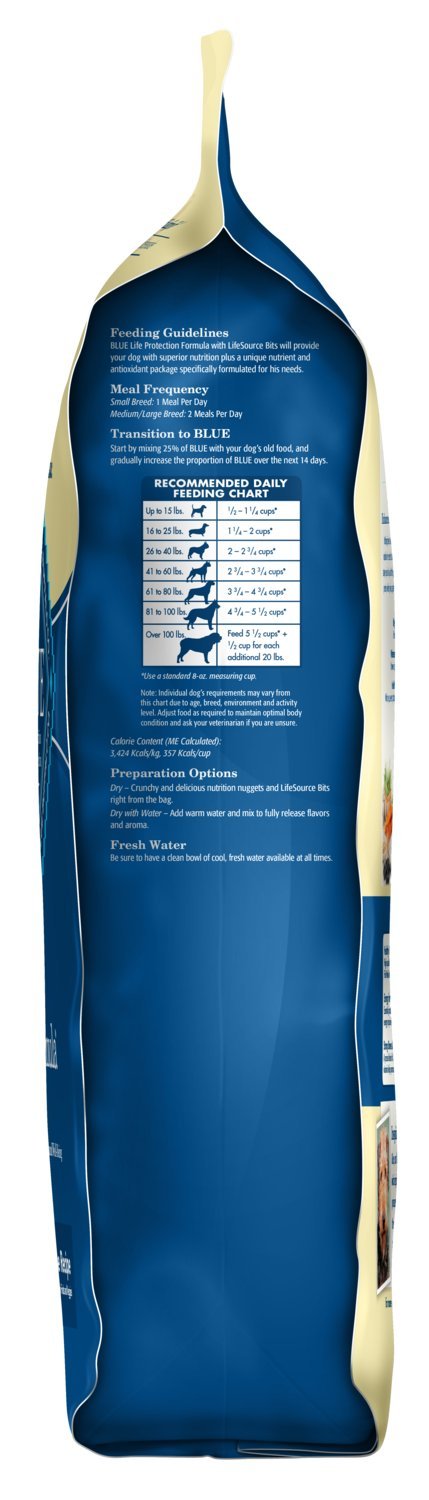 Feeding Guidelines
BLUE Life Protection Formula with LifeSource Bits will provide
your dog with superior nutrition plus a unique nutrient and
antioxidant package specifically formulated for his needs.
Meal Frequency
Small Breed: 1 Meal Per Day
Medium/Large Breed: 2 Meals Per Day
Transition to BLUE
Start by mixing 25% of BLUE with your dog's old food, and
gradually increase the proportion of BLUE over the next 14 days.
RECOMMENDED DAILY
FEEDING CHART
Up to 15 lbs. 1/2 – 1 1/4 cups*
16 to 25 lbs. 1 1/4 – 2 cups*
26 to 40 lbs. 2 – 2 3/4 cups*
41 to 60 lbs. 2 3/4 – 3 3/4 cups*
61 to 80 lbs. 3 3/4 – 4 3/4 cups*
81 to 100 lbs. 4 3/4 – 5 1/2 cups*
Over 100 lbs. Feed 5 1/2 cups* +
1/2 cup for each
additional 20 lbs.
*Use a standard 8-oz. measuring cup.
Note: Individual dog's requirements may vary from
this chart due to age, breed, environment and activity
level. Adjust food as required to maintain optimal body
condition and ask your veterinarian if you are unsure.
Calorie Content (ME Calculated):
3,424 Kcals/kg, 357 Kcals/cup
Preparation Options
Dry – Crunchy and delicious nutrition nuggets and LifeSource Bits
right from the bag.
Dry with Water – Add warm water and mix to fully release flavors
and aroma.
Fresh Water
Be sure to have a clean bowl of cool, fresh water available at all times.
Recipe